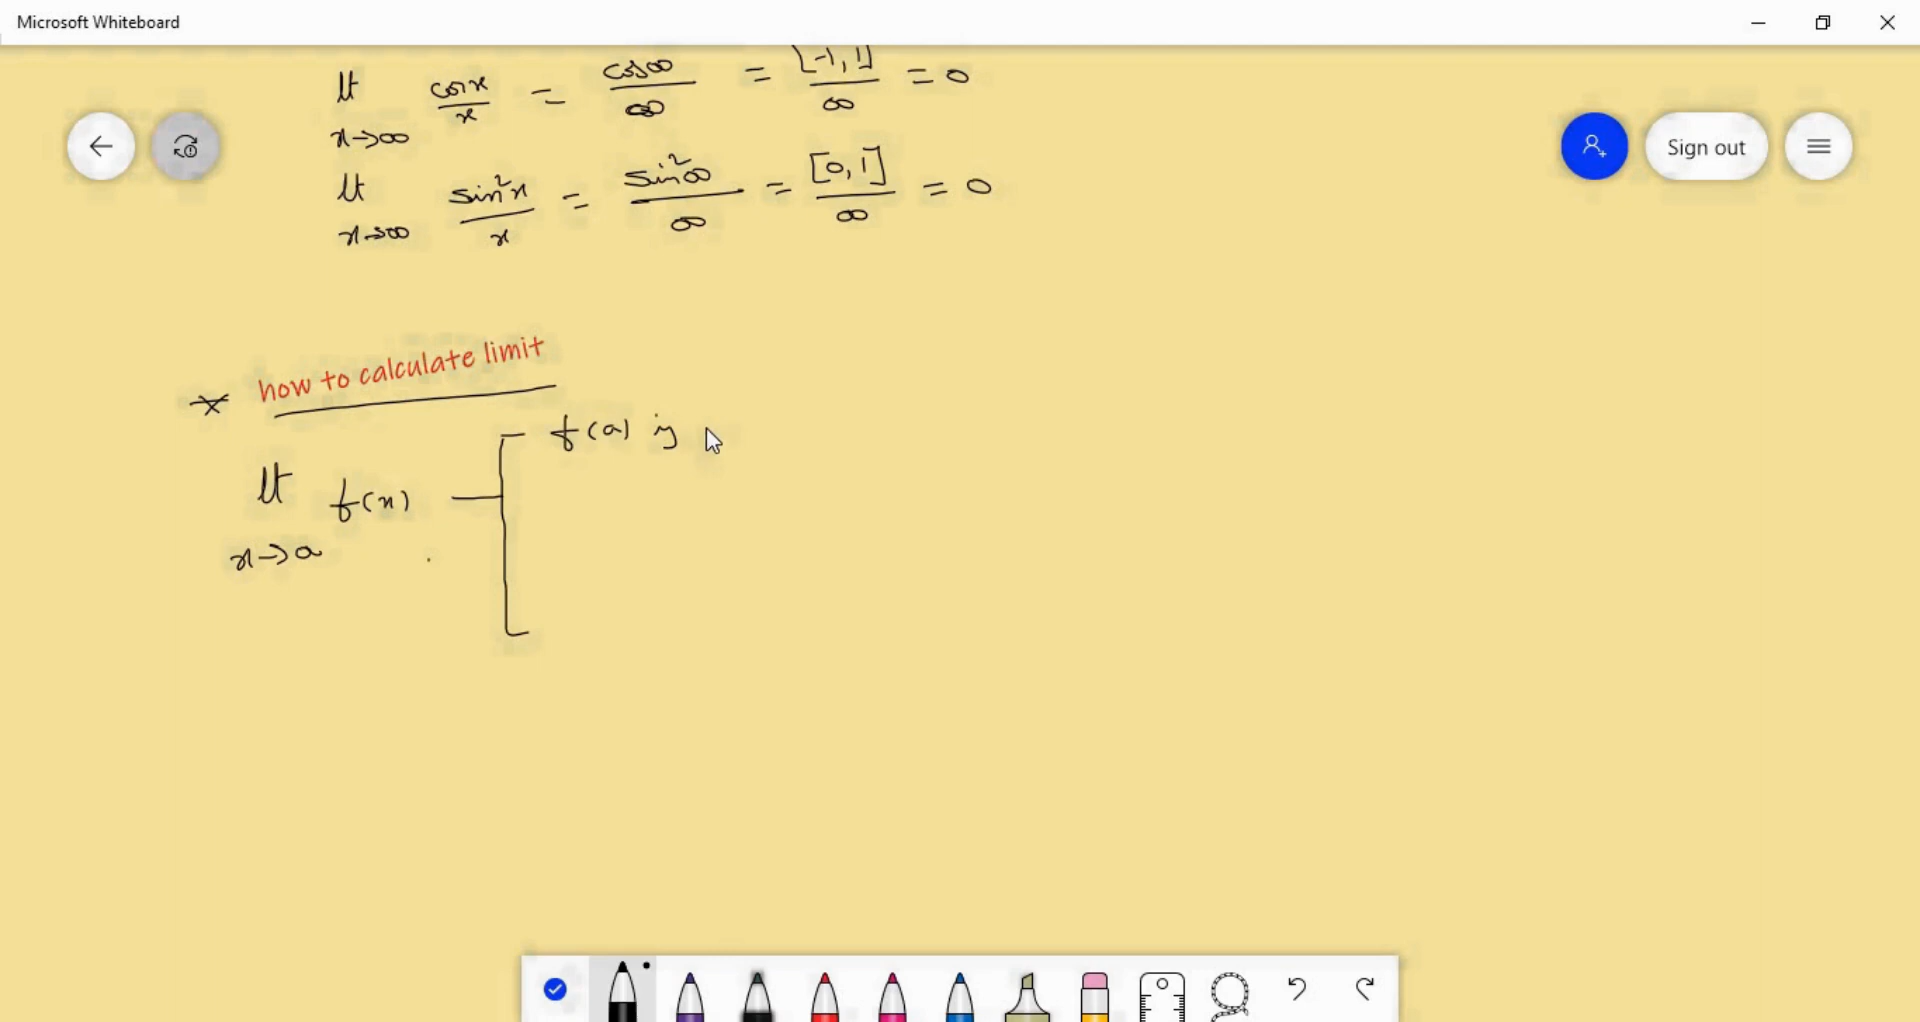 Microsoft Whiteboard
lt cosx/x = cos∞/∞ = [-1, 1]/∞ = 0
x→∞
Sign out
lt sin²x/x = sin²∞/∞ = [0, 1]/∞ = 0
x→∞
how to calculate limit
f(a) is
lt f(x)
x→a